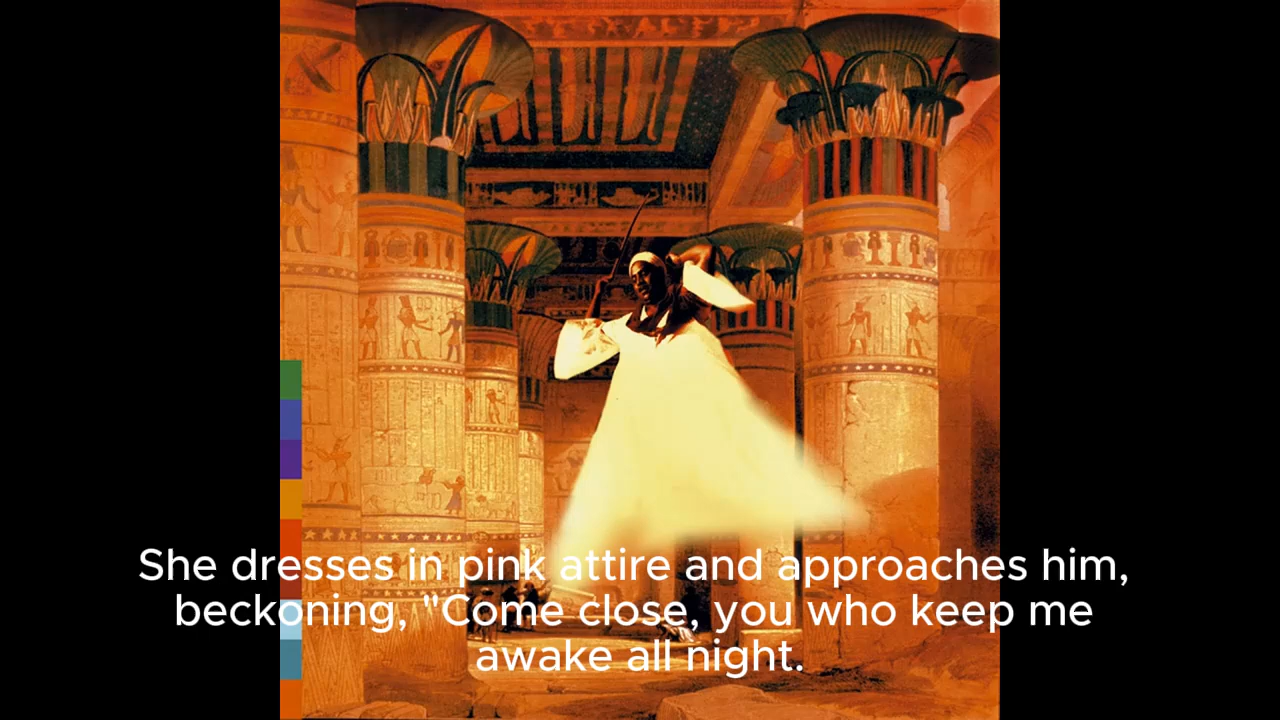 She dresses in pink attire and approaches him,
beckoning, "Come close, you who keep me
awake all night.